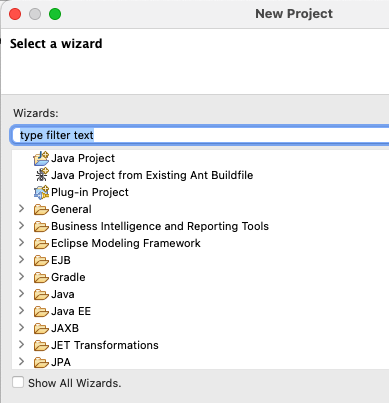 New Project
Select a wizard
Wizards:
type filter text
Java Project
Java Project from Existing Ant Buildfile
Plug-in Project
General
Business Intelligence and Reporting Tools
Eclipse Modeling Framework
EJB
Gradle
Java
Java EE
JAXB
JET Transformations
JPA
Show All Wizards.